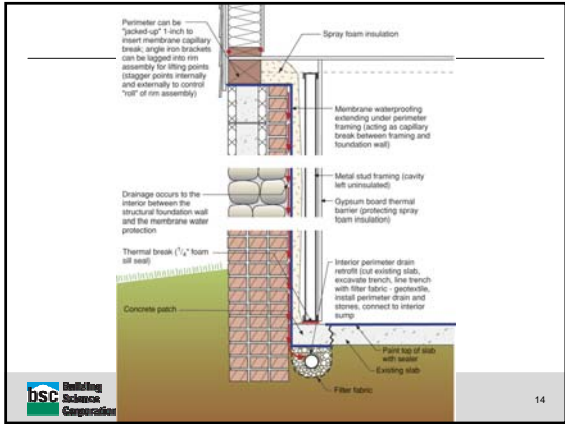 Perimeter can be
"jacked-up" 1-inch to
insert membrane capillary
break; angle iron brackets
can be lagged into rim
assembly for lifting points
(stagger points internally
and externally to control
"roll" of rim assembly)
Spray foam insulation
Membrane waterproofing
extending under perimeter
framing (acting as capillary
break between framing and
foundation wall)
Drainage occurs to the
interior between the
structural foundation wall
and the membrane water
protection
Metal stud framing (cavity
left uninsulated)
Gypsum board thermal
barrier (protecting spray
foam insulation)
Thermal break (1/4" foam
sill seal)
Interior perimeter drain
retrofit (cut existing slab,
excavate trench, line trench
with filter fabric - geotextile,
install perimeter drain and
stones, connect to interior
sump
Concrete patch
Paint top of slab
with sealer
Existing slab
Filter fabric
bsc Building
Science
Corporation
14